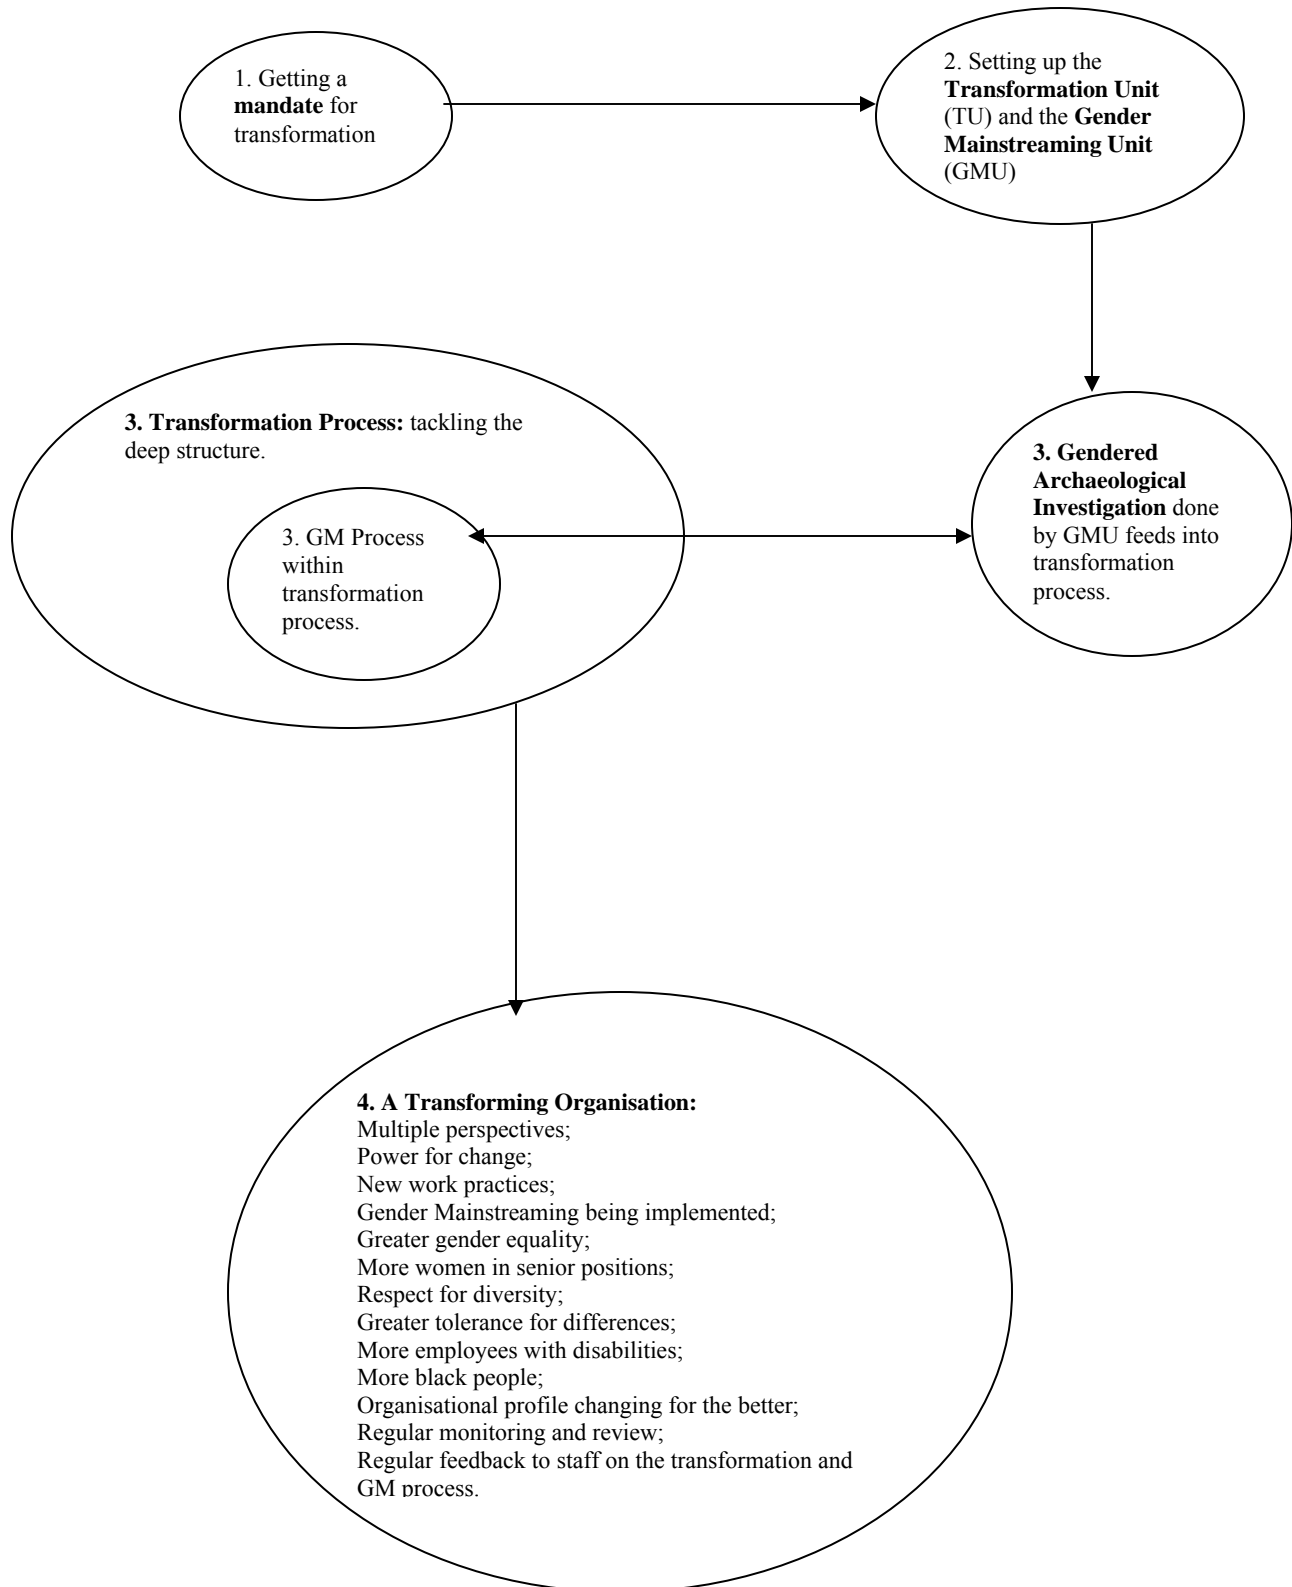 1. Getting a
mandate for
transformation
2. Setting up the
Transformation Unit
(TU) and the Gender
Mainstreaming Unit
(GMU)
3. Transformation Process: tackling the
deep structure.
3. GM Process
within
transformation
process.
3. Gendered
Archaeological
Investigation done
by GMU feeds into
transformation
process.
4. A Transforming Organisation:
Multiple perspectives;
Power for change;
New work practices;
Gender Mainstreaming being implemented;
Greater gender equality;
More women in senior positions;
Respect for diversity;
Greater tolerance for differences;
More employees with disabilities;
More black people;
Organisational profile changing for the better;
Regular monitoring and review;
Regular feedback to staff on the transformation and
GM process.